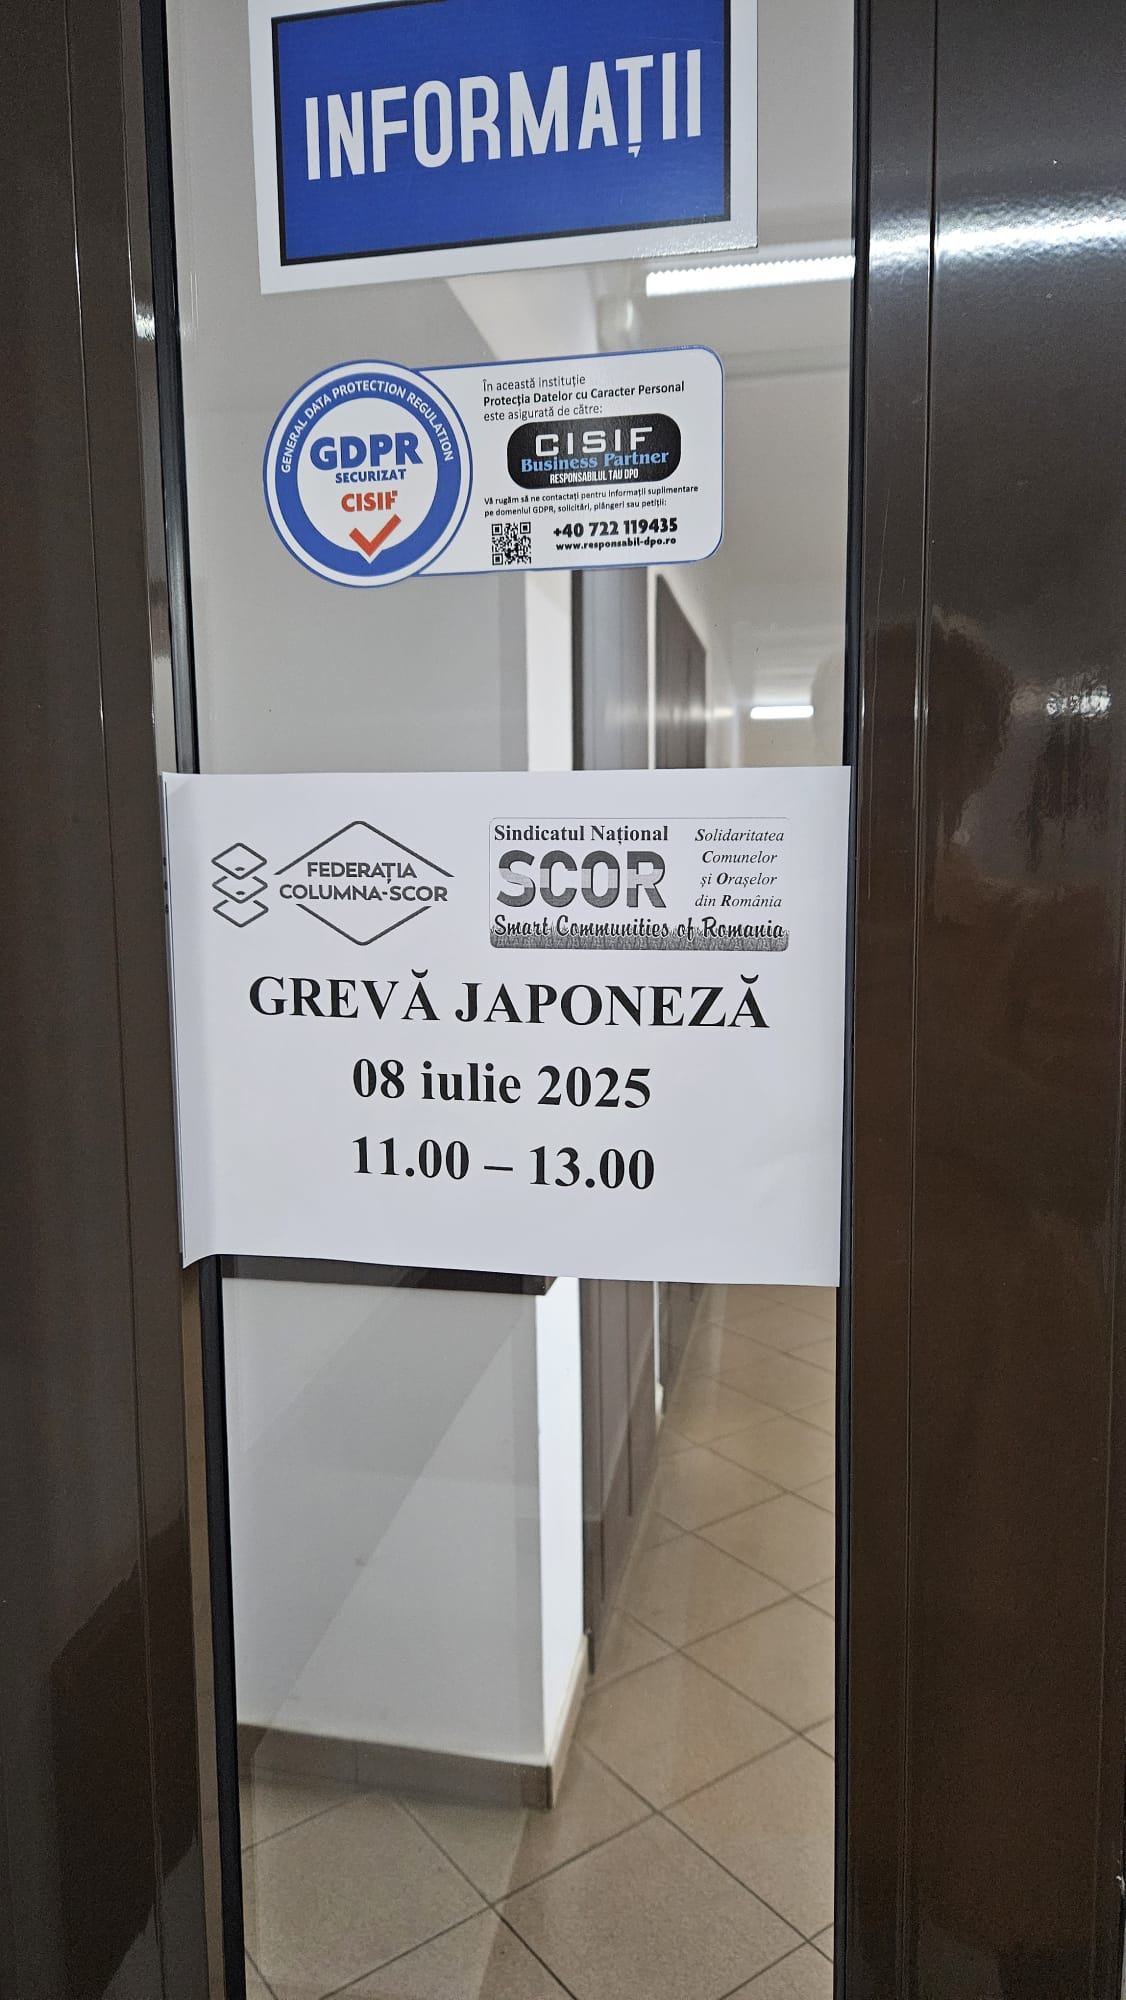 INFORMAȚII
GENERAL DATA PROTECTION REGULATION
GDPR
SECURIZAT
CISIF
În această instituție
Protecția Datelor cu Caracter Personal
este asigurată de către:
CISIF
Business Partner
RESPONSABILUL TAU DPO
Vă rugăm să ne contactați pentru informații suplimentare
pe domeniul GDPR, solicitări, plângeri sau petiții:
+40 722 119435
www.responsabil-dpo.ro
FEDERAȚIA
COLUMNA-SCOR
Sindicatul Național
SCOR
Solidaritatea
Comunelor
și Orașelor
din România
Smart Communities of Romania
GREVĂ JAPONEZĂ
08 iulie 2025
11.00 – 13.00